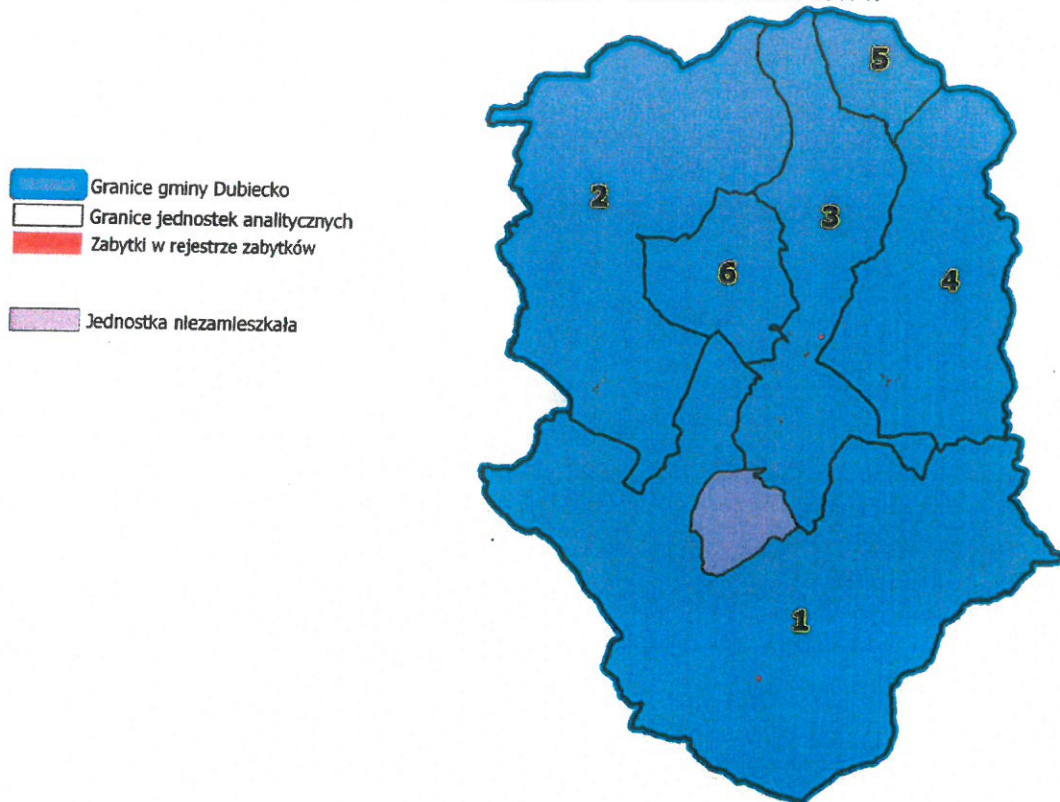 Granice gminy Dubiecko
Granice jednostek analitycznych
Zabytki w rejestrze zabytków
Jednostka niezamieszkała
5
2
3
6
4
1